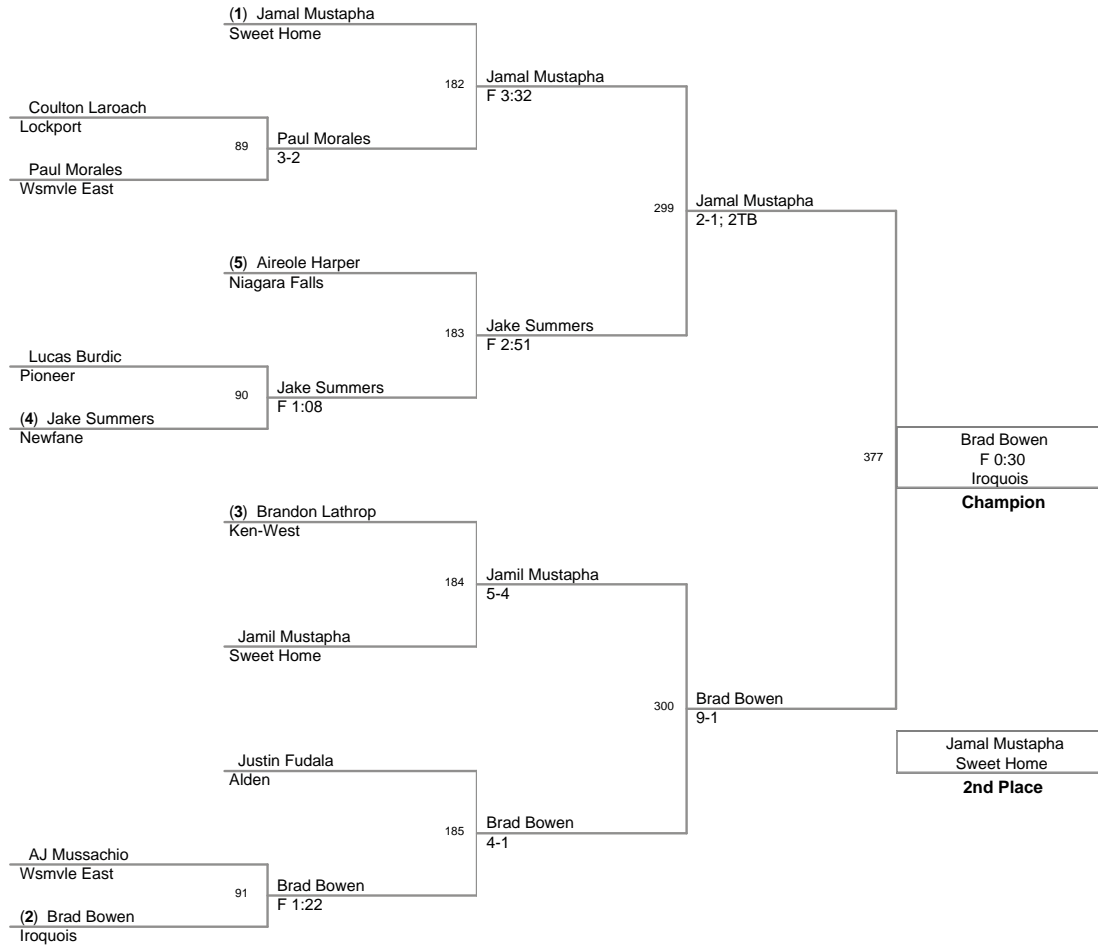 (1) Jamal Mustapha
Sweet Home
182
Jamal Mustapha
F 3:32
Coulton Laroach
Lockport
89
Paul Morales
3-2
Paul Morales
Wsmvle East
299
Jamal Mustapha
2-1; 2TB
(5) Aireole Harper
Niagara Falls
183
Jake Summers
F 2:51
Lucas Burdic
Pioneer
90
Jake Summers
F 1:08
(4) Jake Summers
Newfane
377
Brad Bowen
F 0:30
Iroquois
Champion
(3) Brandon Lathrop
Ken-West
184
Jamil Mustapha
5-4
Jamil Mustapha
Sweet Home
300
Brad Bowen
9-1
Jamal Mustapha
Sweet Home
2nd Place
Justin Fudala
Alden
185
Brad Bowen
4-1
AJ Mussachio
Wsmvle East
91
Brad Bowen
F 1:22
(2) Brad Bowen
Iroquois